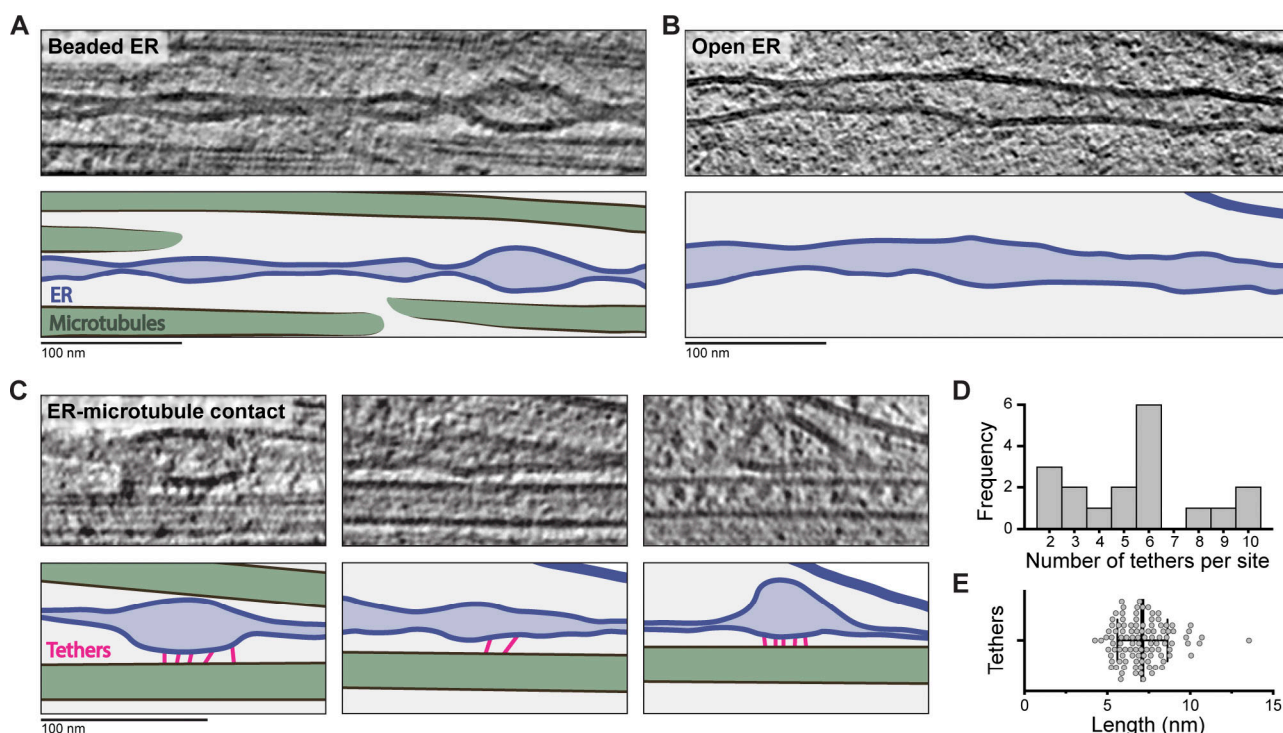 A
Beaded ER
ER
Microtubules
100 nm
B
Open ER
100 nm
C
ER-microtubule contact
Tethers
100 nm
D
Frequency
6
4
2
0
2 3 4 5 6 7 8 9 10
Number of tethers per site
E
Tethers
0 5 10 15
Length (nm)